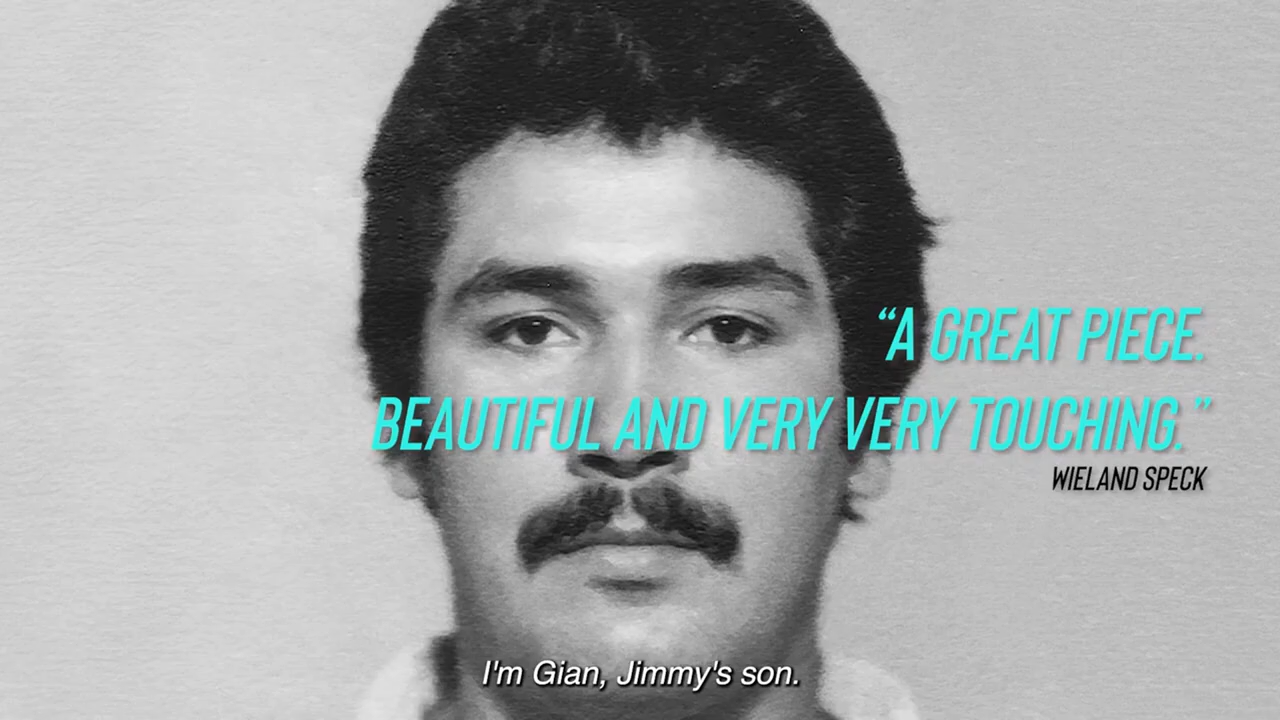 “A GREAT PIECE.
BEAUTIFUL AND VERY VERY TOUCHING.”
WIELAND SPECK
I'm Gian, Jimmy's son.